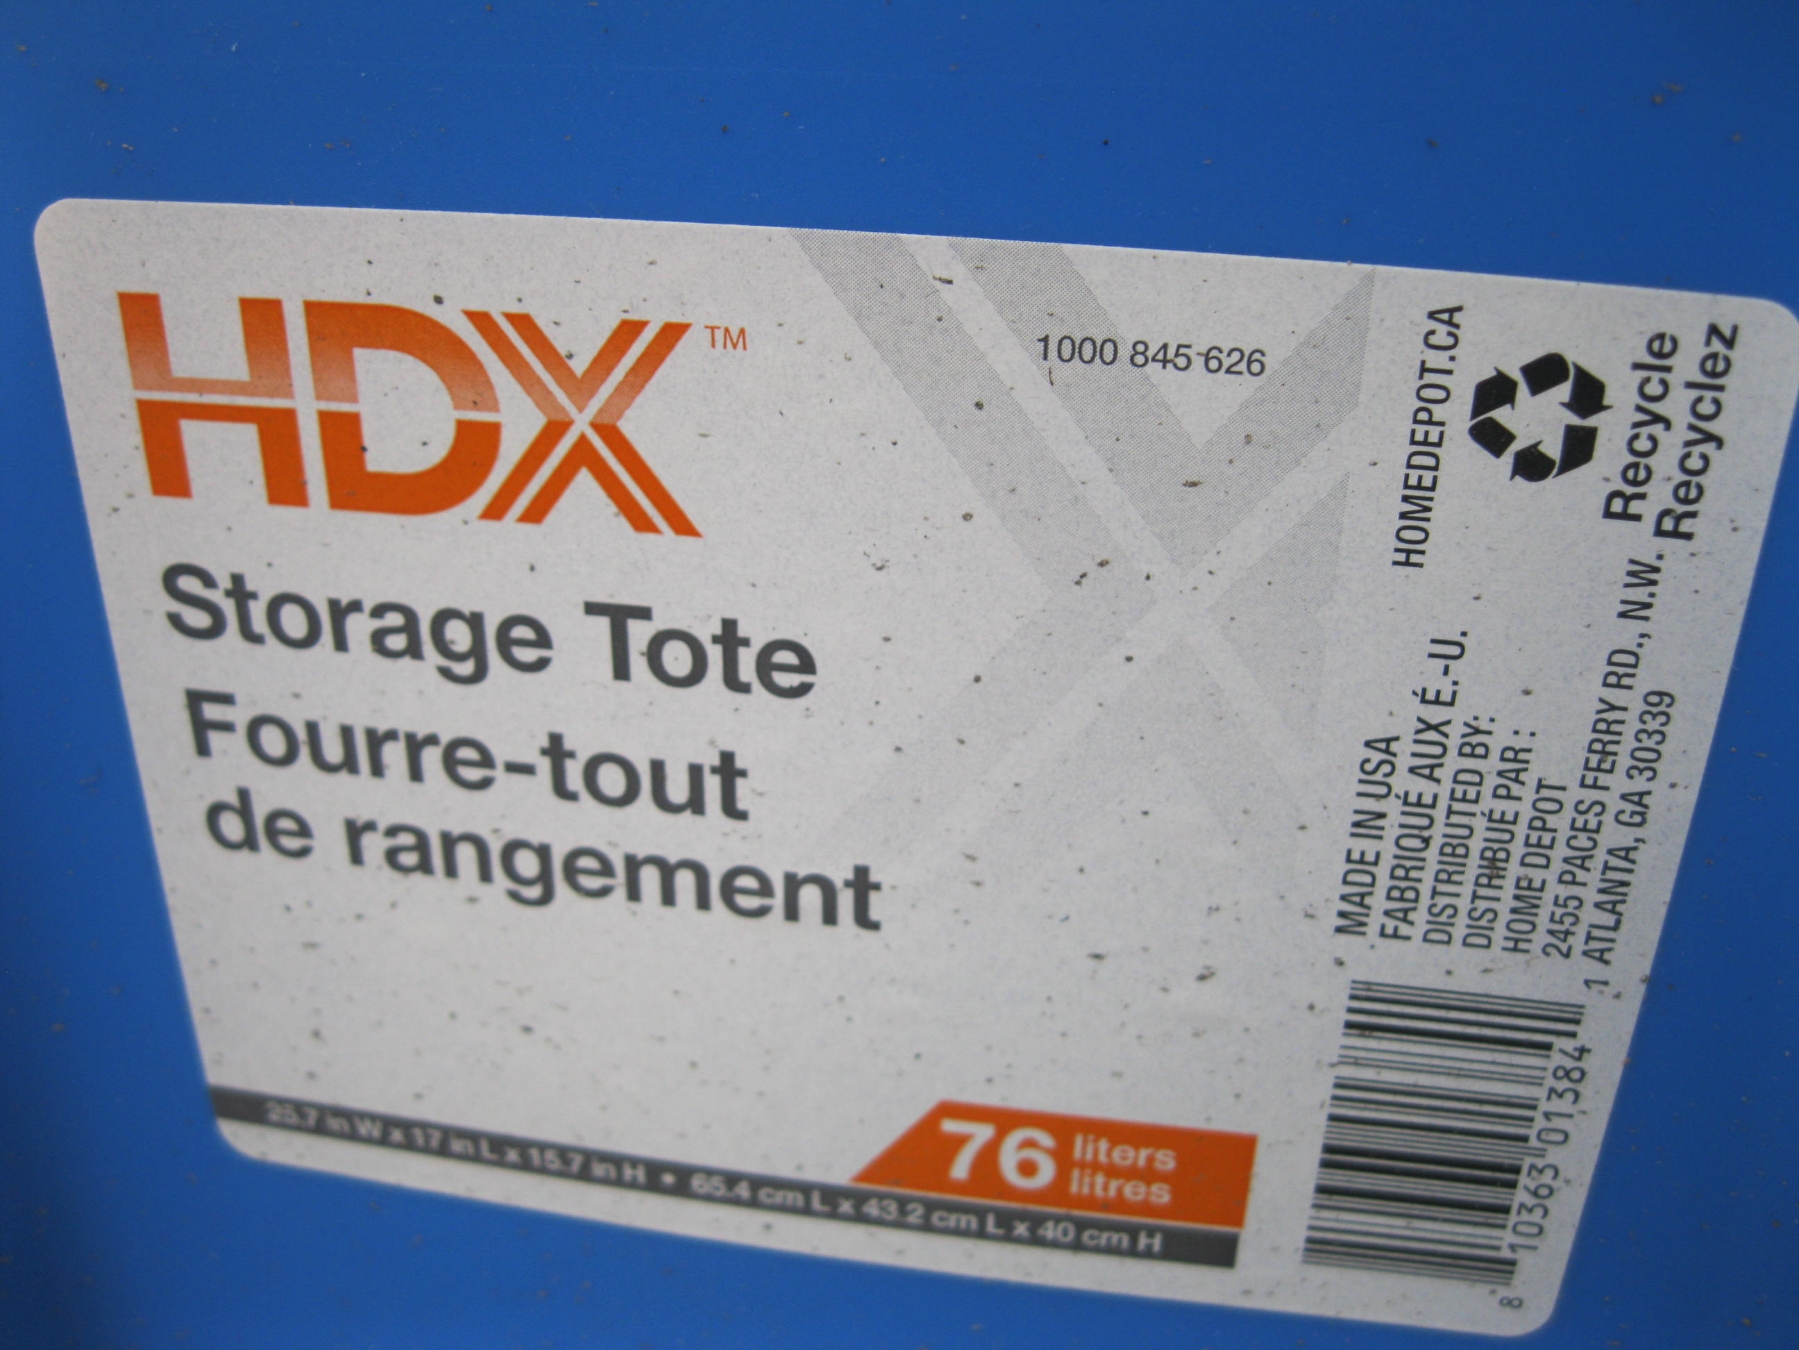 HDX™
1000 845 626
Storage Tote
Fourre-tout
de rangement
25.7 in W x 17 in L x 15.7 in H • 65.4 cm L x 43.2 cm L x 40 cm H
76 liters
litres
HOMEDEPOT.CA
Recycle
Recyclez
MADE IN USA
FABRIQUÉ AUX É.-U.
DISTRIBUTED BY:
DISTRIBUÉ PAR :
HOME DEPOT
2455 PACES FERRY RD., N.W.
ATLANTA, GA 30339
8 10363 01384 1